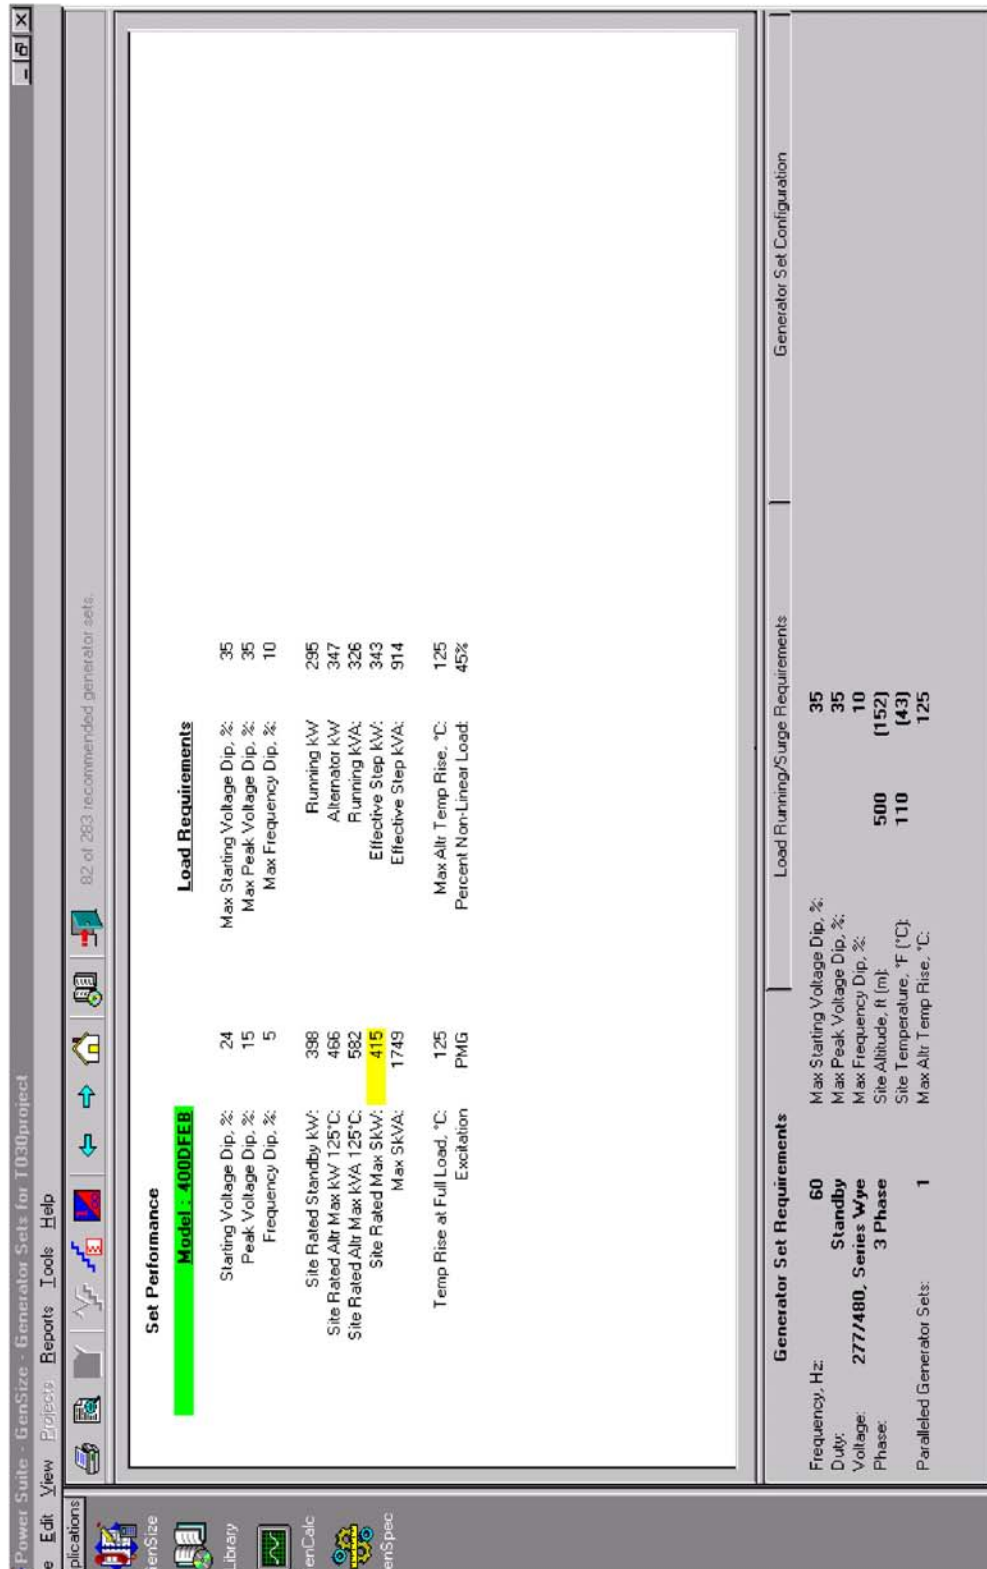 Power Suite - GenSize - Generator Sets for T030project
e Edit View Projects Reports Tools Help
plications
82 of 283 recommended generator sets.
GenSize
Library
enCalc
enSpec
Set Performance
Load Requirements
Model : 400DFEB
Starting Voltage Dip, %: 24 Max Starting Voltage Dip, %: 35
Peak Voltage Dip, %: 15 Max Peak Voltage Dip, %: 35
Frequency Dip, %: 5 Max Frequency Dip, %: 10
Site Rated Standby kW: 398 Running kW 295
Site Rated Altr Max kW 125°C: 466 Alternator kW 347
Site Rated Altr Max kVA 125°C: 582 Running kVA: 326
Site Rated Max SkW: 415 Effective Step kW: 343
Max SkVA: 1749 Effective Step kVA: 914
Temp Rise at Full Load, °C: 125 Max Altr Temp Rise, °C: 125
Excitation PMG Percent Non-Linear Load: 45%
Generator Set Requirements Load Running/Surge Requirements Generator Set Configuration
Frequency, Hz: 60 Max Starting Voltage Dip, %: 35
Duty: Standby Max Peak Voltage Dip, %: 35
Voltage: 277/480, Series Wye Max Frequency Dip, %: 10
Phase: 3 Phase Site Altitude, ft (m): 500 (152)
Site Temperature, °F (°C): 110 (43)
Paralleled Generator Sets: 1 Max Altr Temp Rise, °C: 125